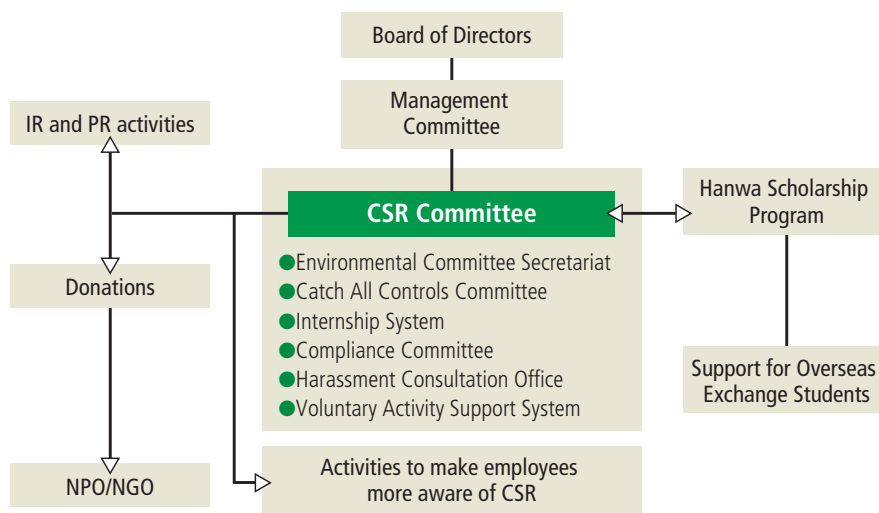 Board of Directors
Management
Committee
IR and PR activities
CSR Committee
Hanwa Scholarship
Program
●Environmental Committee Secretariat
●Catch All Controls Committee
●Internship System
●Compliance Committee
●Harassment Consultation Office
●Voluntary Activity Support System
Donations
Support for Overseas
Exchange Students
NPO/NGO
Activities to make employees
more aware of CSR